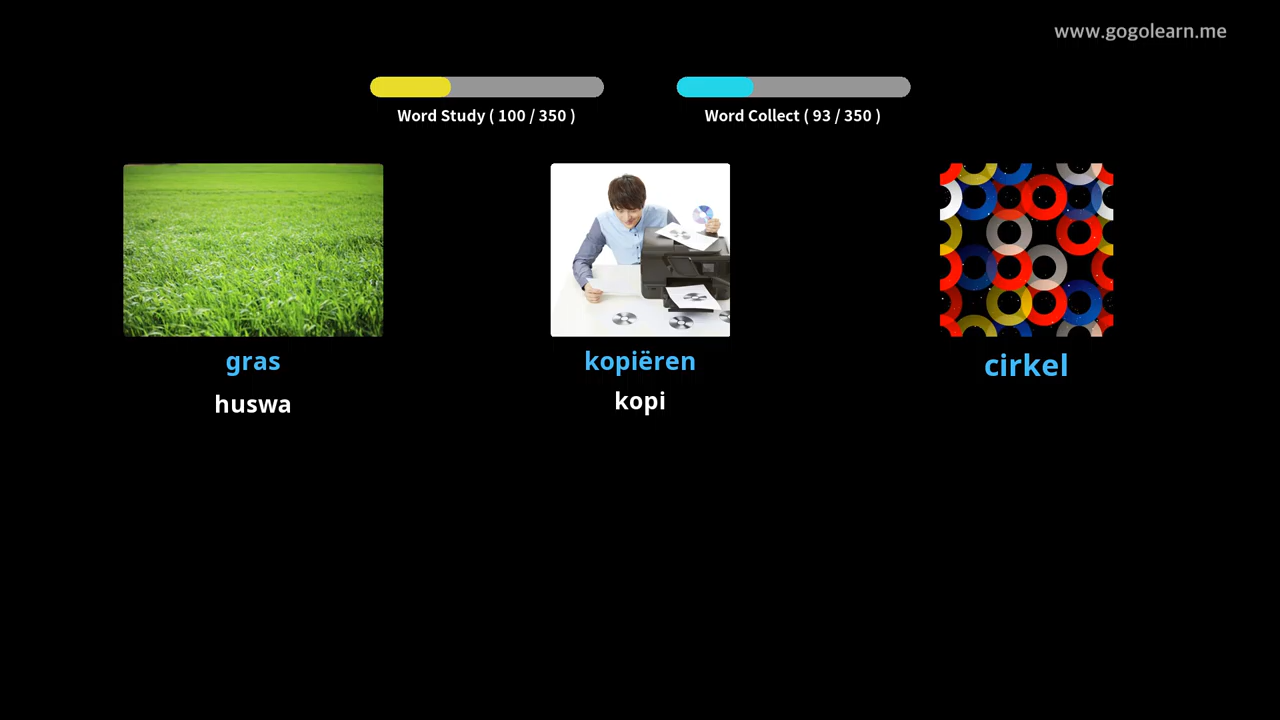 www.gogolearn.me
Word Study ( 100 / 350 )
Word Collect ( 93 / 350 )
gras
huswa
kopiëren
kopi
cirkel